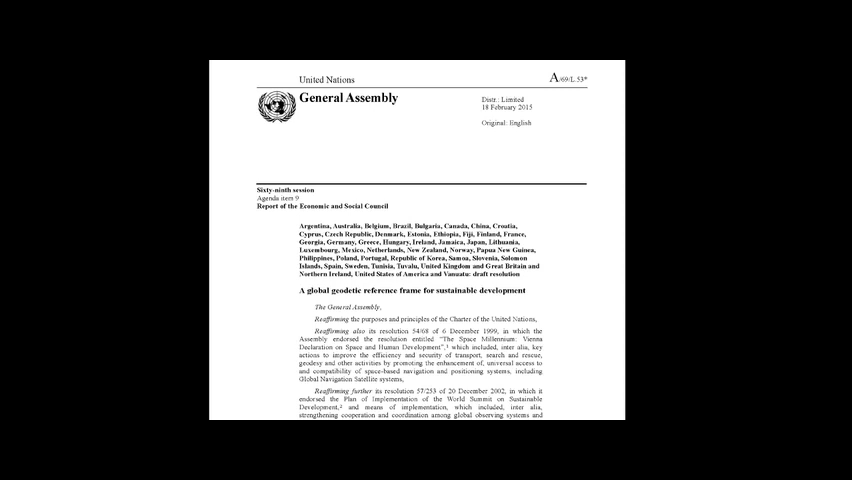 United Nations
A/69/L.53*
General Assembly
Distr.: Limited
18 February 2015
Original: English
Sixty-ninth session
Agenda item 9
Report of the Economic and Social Council
Argentina, Australia, Belgium, Brazil, Bulgaria, Canada, China, Croatia,
Cyprus, Czech Republic, Denmark, Estonia, Ethiopia, Fiji, Finland, France,
Georgia, Germany, Greece, Hungary, Ireland, Jamaica, Japan, Lithuania,
Luxembourg, Mexico, Netherlands, New Zealand, Norway, Papua New Guinea,
Philippines, Poland, Portugal, Republic of Korea, Samoa, Slovenia, Solomon
Islands, Spain, Sweden, Tunisia, Tuvalu, United Kingdom and Great Britain and
Northern Ireland, United States of America and Vanuatu: draft resolution
A global geodetic reference frame for sustainable development
The General Assembly,
Reaffirming the purposes and principles of the Charter of the United Nations,
Reaffirming also its resolution 54/68 of 6 December 1999, in which the
Assembly endorsed the resolution entitled "The Space Millennium: Vienna
Declaration on Space and Human Development",¹ which included, inter alia, key
actions to improve the efficiency and security of transport, search and rescue,
geodesy and other activities by promoting the enhancement of, universal access to
and compatibility of space-based navigation and positioning systems, including
Global Navigation Satellite systems,
Reaffirming further its resolution 57/253 of 20 December 2002, in which it
endorsed the Plan of Implementation of the World Summit on Sustainable
Development,² and means of implementation, which included, inter alia,
strengthening cooperation and coordination among global observing systems and